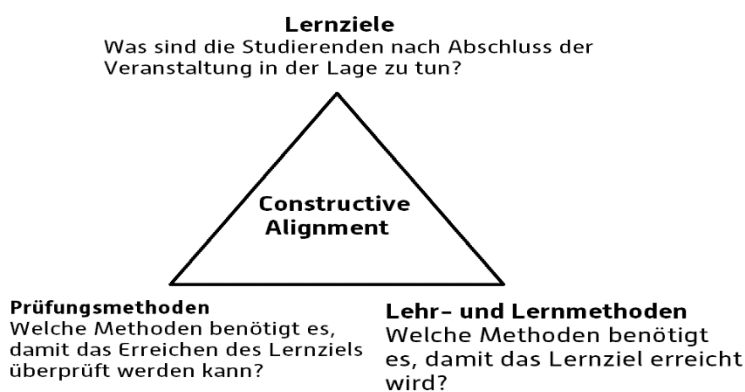 Lernziele
Was sind die Studierenden nach Abschluss der
Veranstaltung in der Lage zu tun?
Constructive
Alignment
Prüfungsmethoden
Welche Methoden benötigt es,
damit das Erreichen des Lernziels
überprüft werden kann?
Lehr- und Lernmethoden
Welche Methoden benötigt
es, damit das Lernziel erreicht
wird?